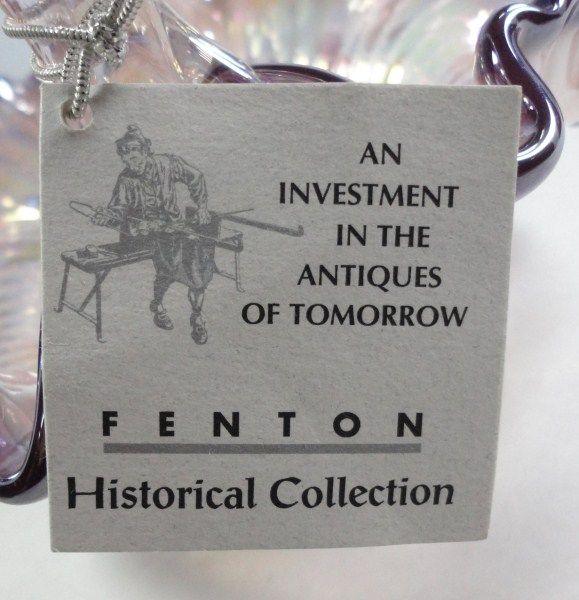 AN
INVESTMENT
IN THE
ANTIQUES
OF TOMORROW
FENTON
Historical Collection